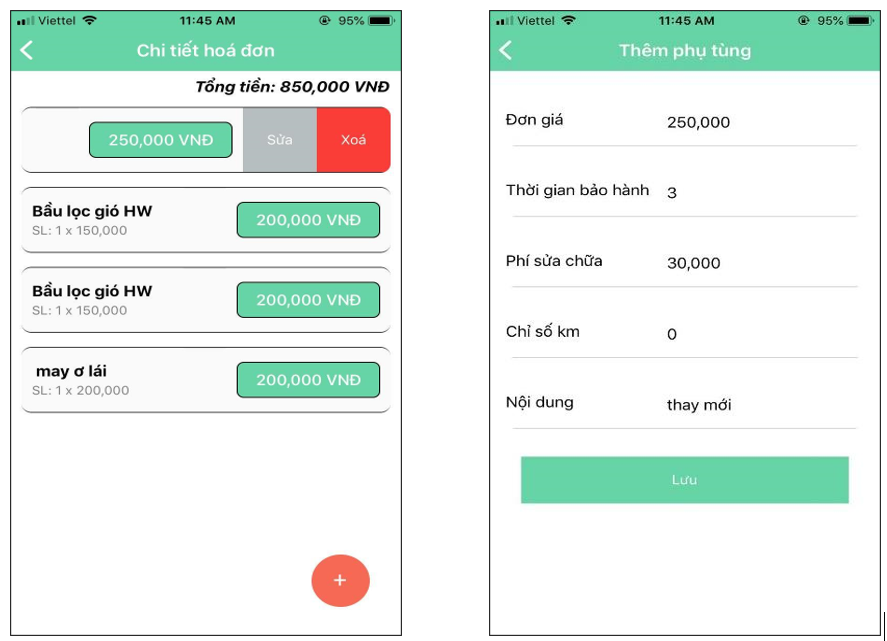 Viettel 11:45 AM 95%
Chi tiết hoá đơn
Tổng tiền: 850,000 VNĐ
250,000 VNĐ Sửa Xoá
Bầu lọc gió HW
SL: 1 x 150,000
200,000 VNĐ
Bầu lọc gió HW
SL: 1 x 150,000
200,000 VNĐ
may ơ lái
SL: 1 x 200,000
200,000 VNĐ
+
Viettel 11:45 AM 95%
Thêm phụ tùng
Đơn giá 250,000
Thời gian bảo hành 3
Phí sửa chữa 30,000
Chỉ số km 0
Nội dung thay mới
Lưu